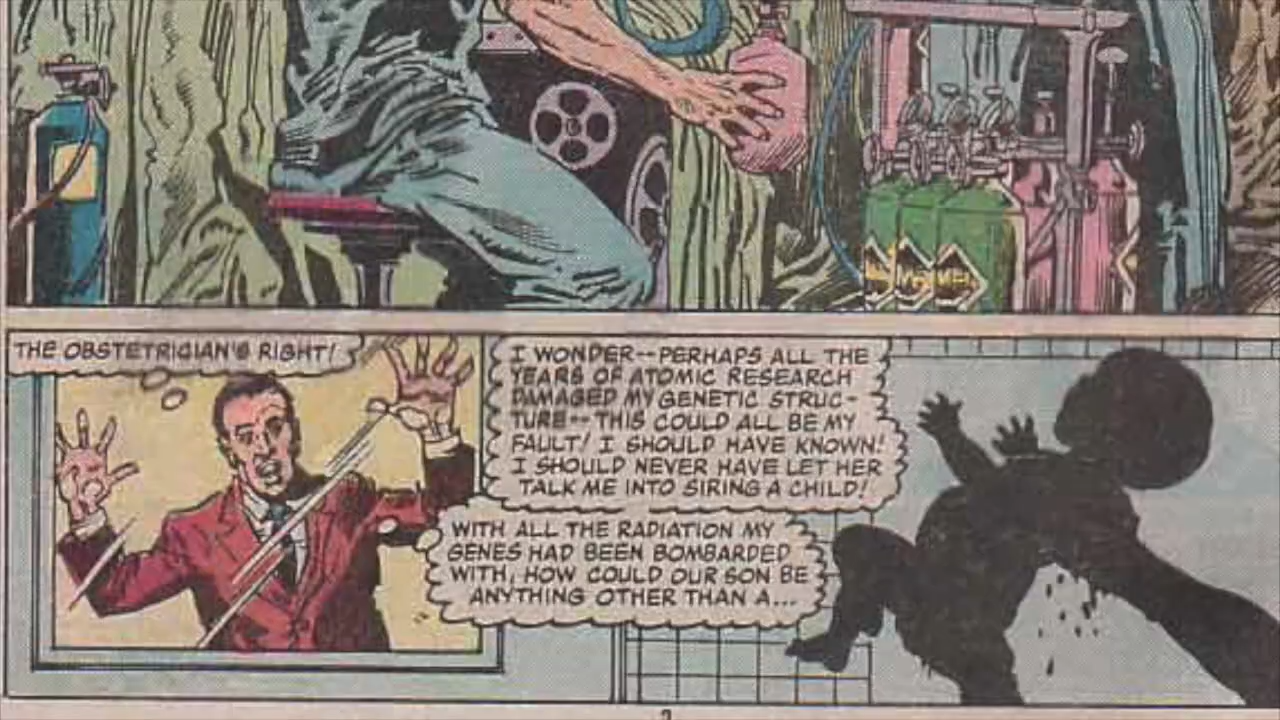 THE OBSTETRICIAN'S RIGHT!
I WONDER--PERHAPS ALL THE
YEARS OF ATOMIC RESEARCH
DAMAGED MY GENETIC STRUC-
TURE--THIS COULD ALL BE MY
FAULT! I SHOULD HAVE KNOWN!
I SHOULD NEVER HAVE LET HER
TALK ME INTO SIRING A CHILD!
WITH ALL THE RADIATION MY
GENES HAD BEEN BOMBARDED
WITH, HOW COULD OUR SON BE
ANYTHING OTHER THAN A...